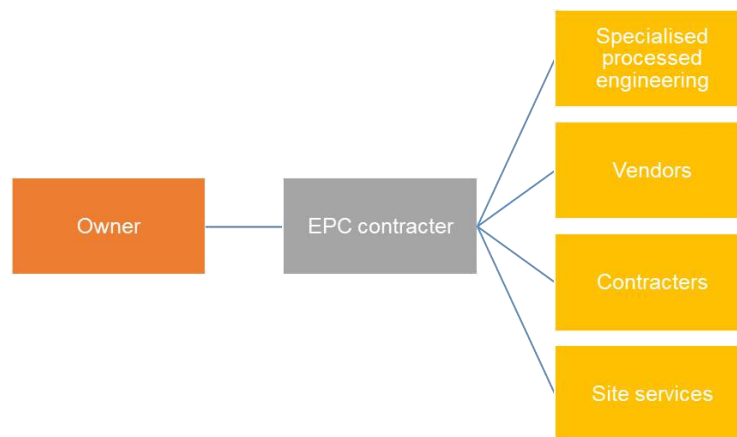 Specialised
processed
engineering
Vendors
Owner
EPC contracter
Contracters
Site services